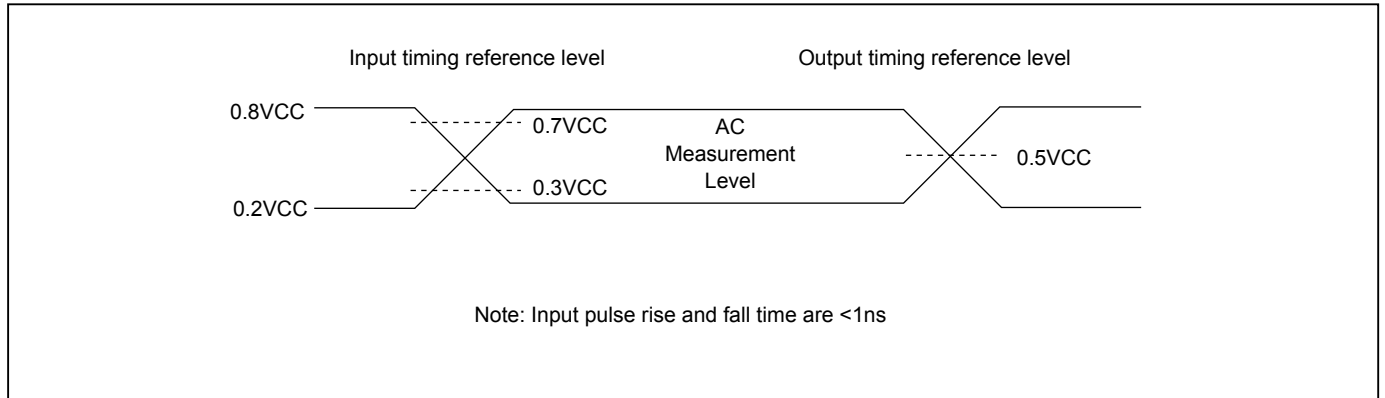 Input timing reference level
Output timing reference level
0.8VCC
0.7VCC
AC
Measurement
Level
0.5VCC
0.3VCC
0.2VCC
Note: Input pulse rise and fall time are <1ns